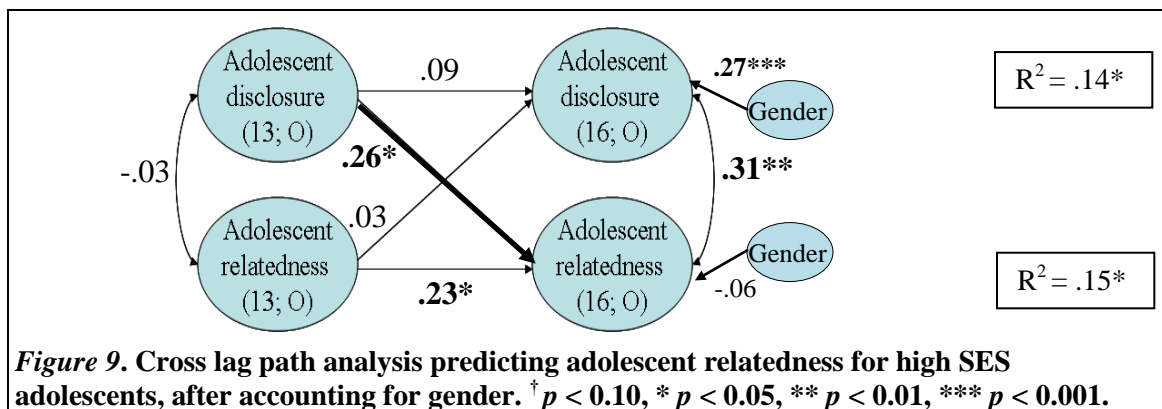 Adolescent
disclosure
(13; O)
.09
Adolescent
disclosure
(16; O)
.27***
Gender
R² = .14*
-.03
.26*
.03
.31**
Adolescent
relatedness
(13; O)
.23*
Adolescent
relatedness
(16; O)
Gender
-.06
R² = .15*
Figure 9. Cross lag path analysis predicting adolescent relatedness for high SES
adolescents, after accounting for gender. † p < 0.10, * p < 0.05, ** p < 0.01, *** p < 0.001.